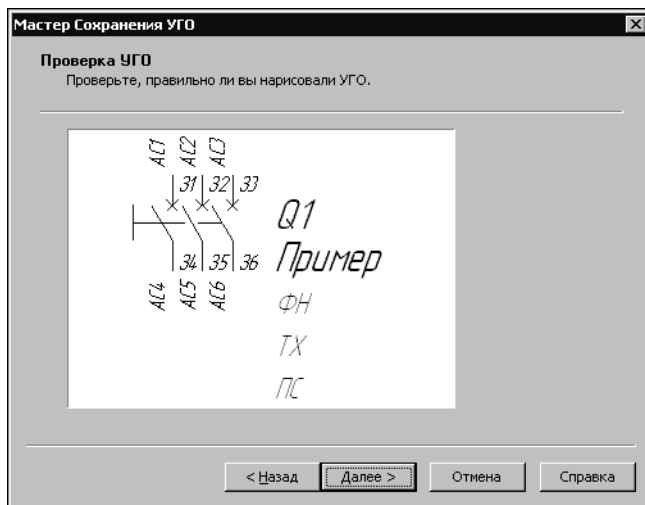 Мастер Сохранения УГО
Проверка УГО
Проверьте, правильно ли вы нарисовали УГО.
АС1 АС2 АС3
31 32 33
Q1
Пример
34 35 36
АС4 АС5 АС6
ФН
ТХ
ПС
< Назад Далее > Отмена Справка